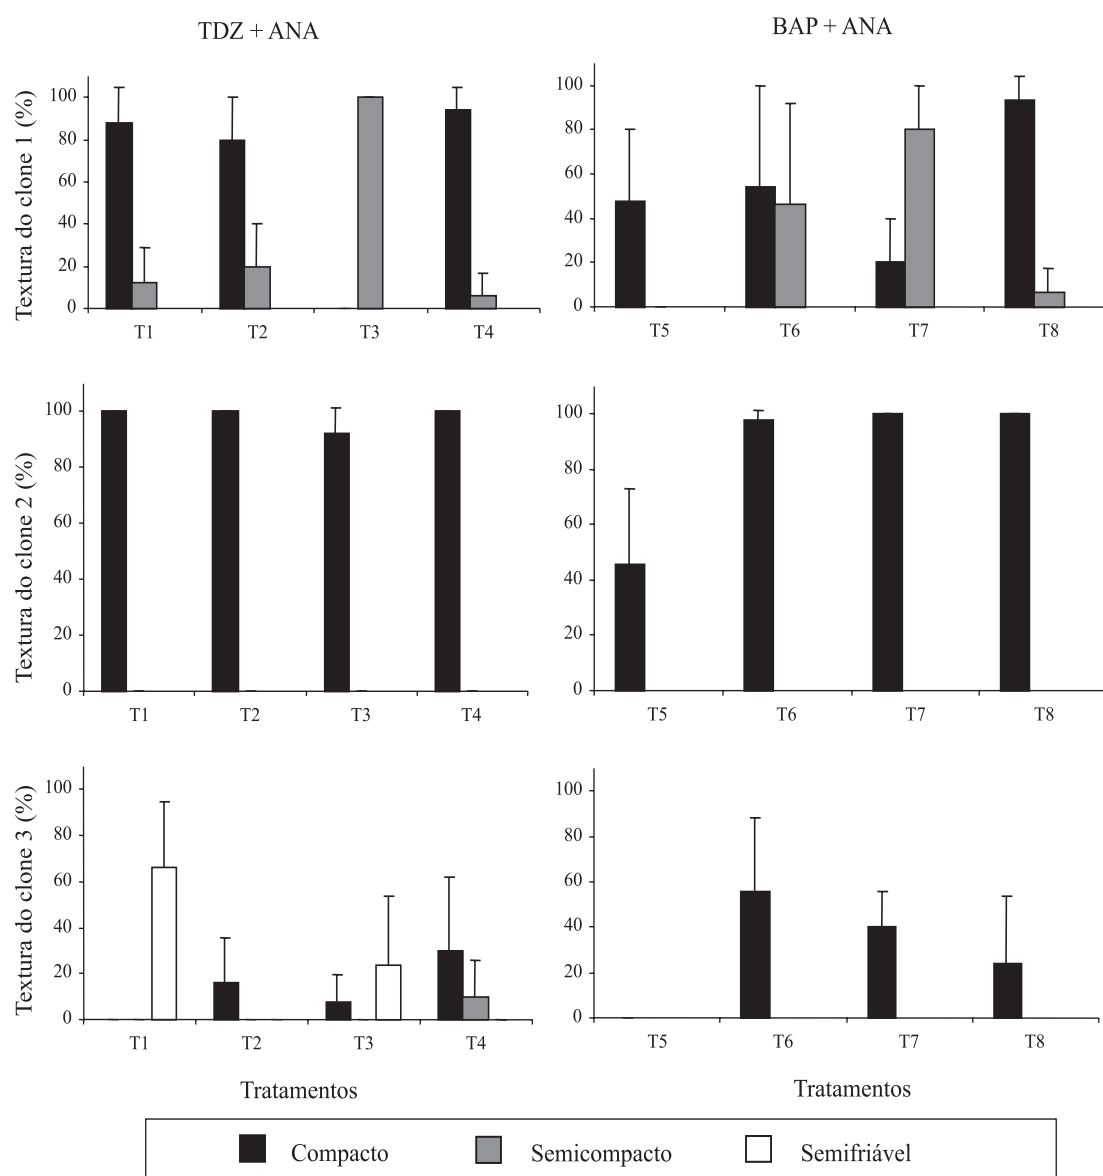 TDZ + ANA
BAP + ANA
Textura do clone 1 (%)
100
80
60
40
20
0
T1 T2 T3 T4
100
80
60
40
20
0
T5 T6 T7 T8
Textura do clone 2 (%)
100
80
60
40
20
0
T1 T2 T3 T4
100
80
60
40
20
0
T5 T6 T7 T8
Textura do clone 3 (%)
100
80
60
40
20
0
T1 T2 T3 T4
Tratamentos
100
80
60
40
20
0
T5 T6 T7 T8
Tratamentos
Compacto Semicompacto Semifriável